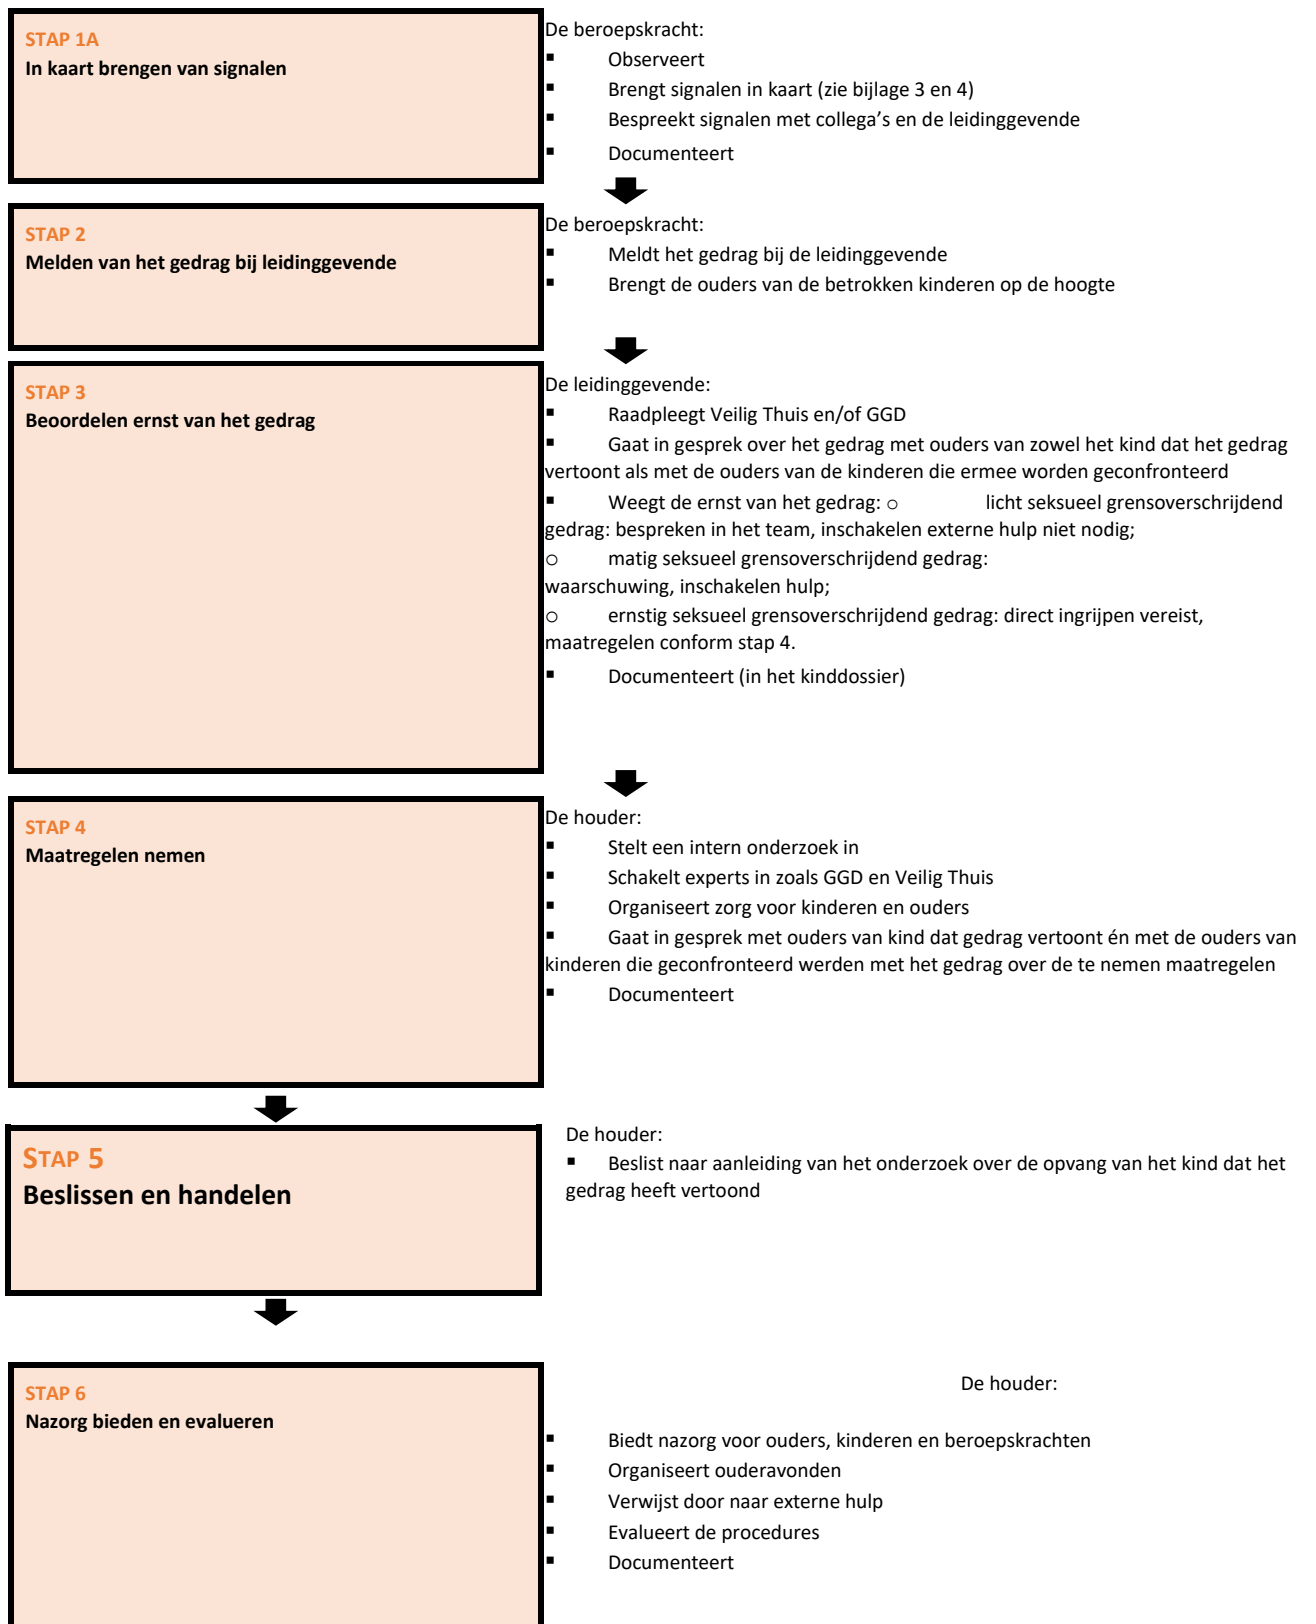 STAP 1A
In kaart brengen van signalen
De beroepskracht:
▪ Observeert
▪ Brengt signalen in kaart (zie bijlage 3 en 4)
▪ Bespreekt signalen met collega’s en de leidinggevende
▪ Documenteert
STAP 2
Melden van het gedrag bij leidinggevende
De beroepskracht:
▪ Meldt het gedrag bij de leidinggevende
▪ Brengt de ouders van de betrokken kinderen op de hoogte
STAP 3
Beoordelen ernst van het gedrag
De leidinggevende:
▪ Raadpleegt Veilig Thuis en/of GGD
▪ Gaat in gesprek over het gedrag met ouders van zowel het kind dat het gedrag
vertoont als met de ouders van de kinderen die ermee worden geconfronteerd
▪ Weegt de ernst van het gedrag: o licht seksueel grensoverschrijdend
gedrag: bespreken in het team, inschakelen externe hulp niet nodig;
o matig seksueel grensoverschrijdend gedrag:
waarschuwing, inschakelen hulp;
o ernstig seksueel grensoverschrijdend gedrag: direct ingrijpen vereist,
maatregelen conform stap 4.
▪ Documenteert (in het kinddossier)
STAP 4
Maatregelen nemen
De houder:
▪ Stelt een intern onderzoek in
▪ Schakelt experts in zoals GGD en Veilig Thuis
▪ Organiseert zorg voor kinderen en ouders
▪ Gaat in gesprek met ouders van kind dat gedrag vertoont én met de ouders van
kinderen die geconfronteerd werden met het gedrag over de te nemen maatregelen
▪ Documenteert
STAP 5
Beslissen en handelen
De houder:
▪ Beslist naar aanleiding van het onderzoek over de opvang van het kind dat het
gedrag heeft vertoond
STAP 6
Nazorg bieden en evalueren
De houder:
▪ Biedt nazorg voor ouders, kinderen en beroepskrachten
▪ Organiseert ouderavonden
▪ Verwijst door naar externe hulp
▪ Evalueert de procedures
▪ Documenteert